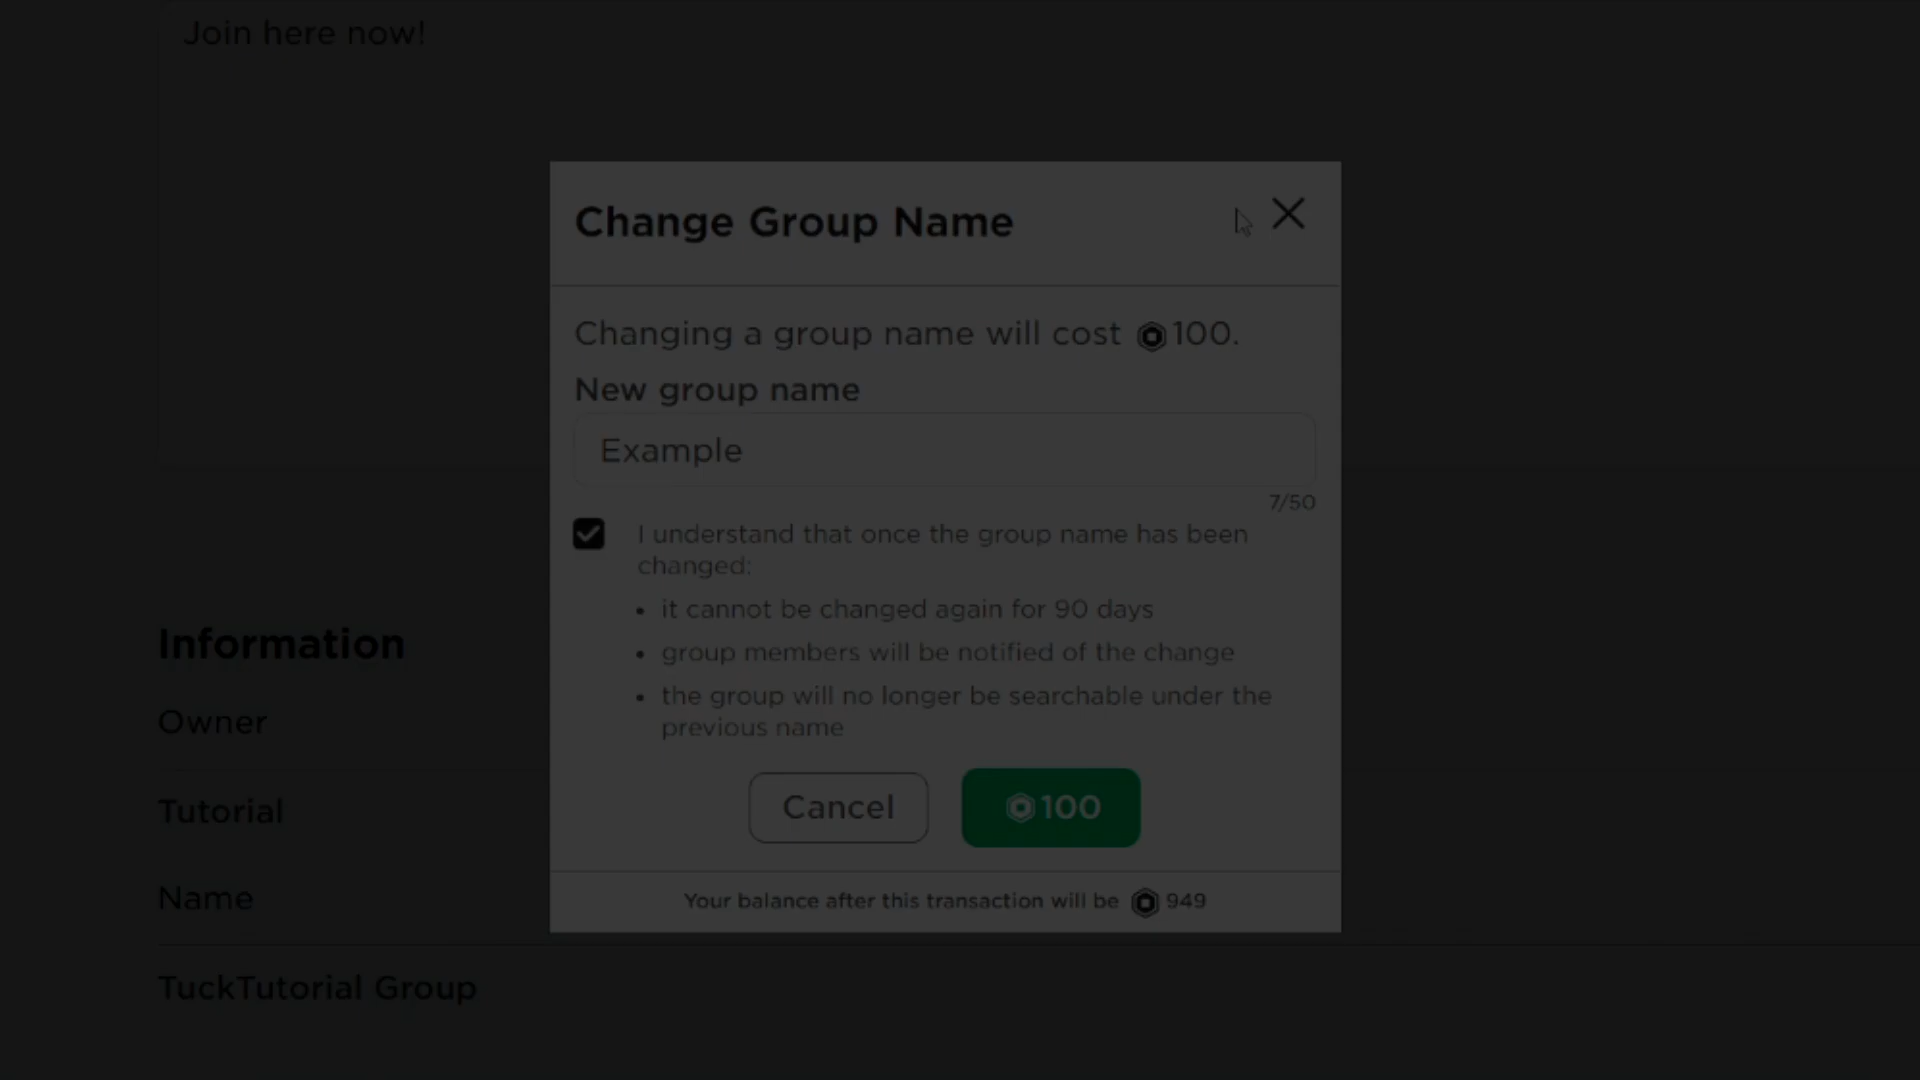 Join here now!
Change Group Name
Changing a group name will cost 100.
New group name
Example
7/50
I understand that once the group name has been
changed:
• it cannot be changed again for 90 days
• group members will be notified of the change
• the group will no longer be searchable under the
previous name
Cancel
100
Your balance after this transaction will be 949
Information
Owner
Tutorial
Name
TuckTutorial Group